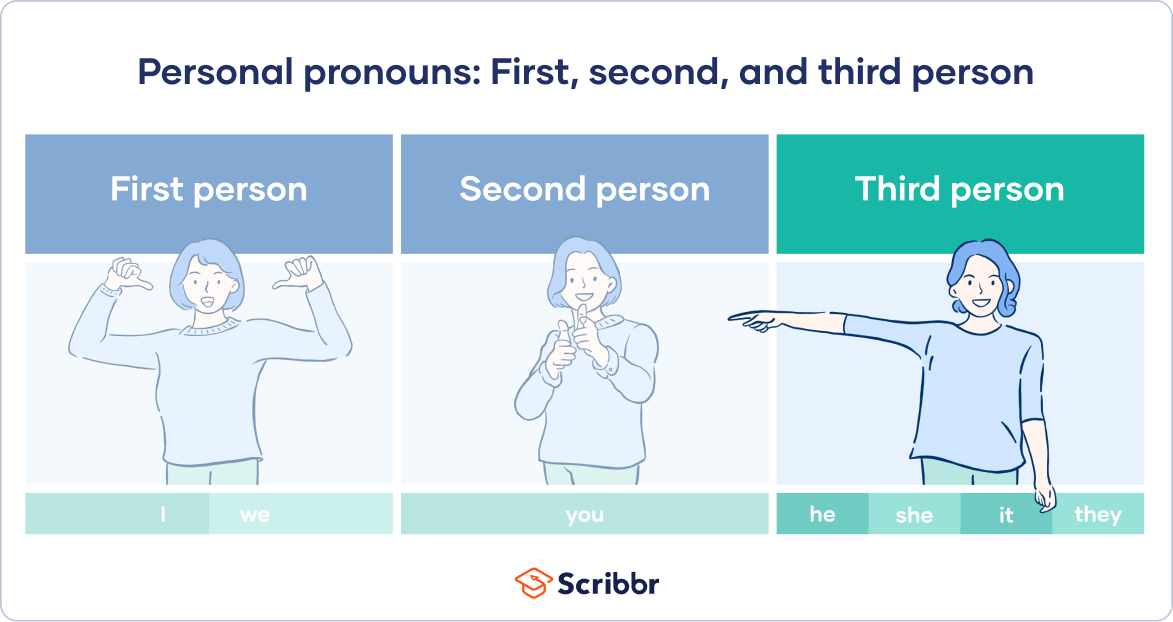 Personal pronouns: First, second, and third person
First person
Second person
Third person
I
we
you
he
she
it
they
Scribbr